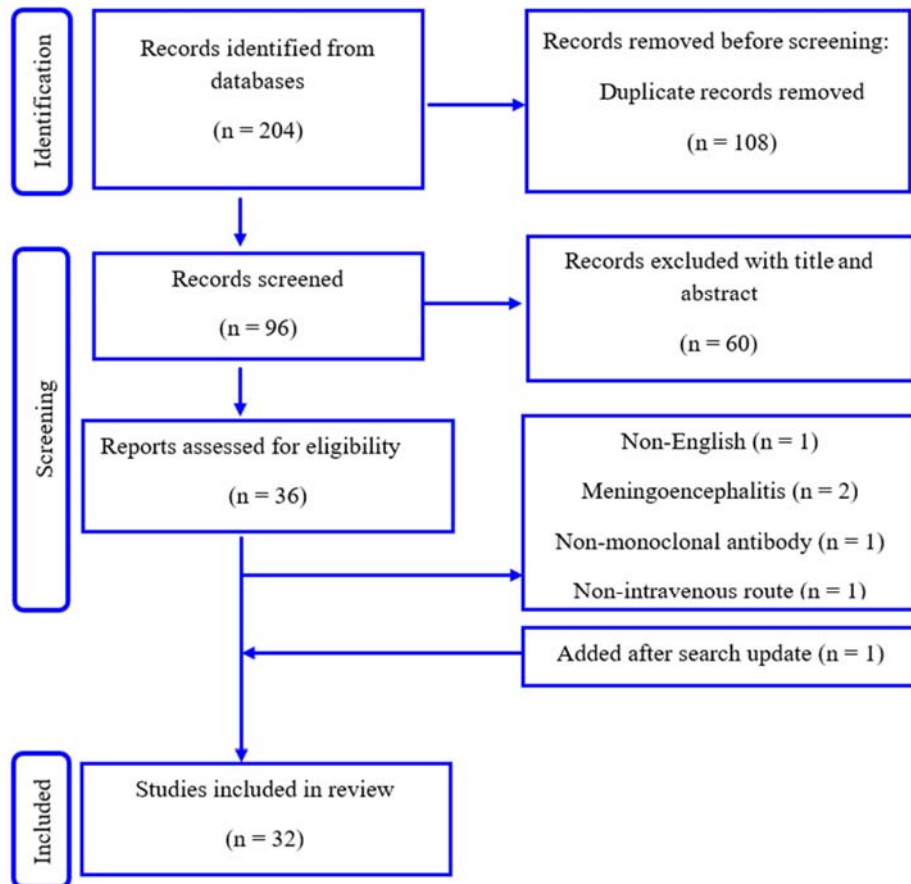 Identification
Records identified from
databases
(n = 204)
Records removed before screening:
Duplicate records removed
(n = 108)
Screening
Records screened
(n = 96)
Records excluded with title and
abstract
(n = 60)
Reports assessed for eligibility
(n = 36)
Non-English (n = 1)
Meningoencephalitis (n = 2)
Non-monoclonal antibody (n = 1)
Non-intravenous route (n = 1)
Added after search update (n = 1)
Included
Studies included in review
(n = 32)